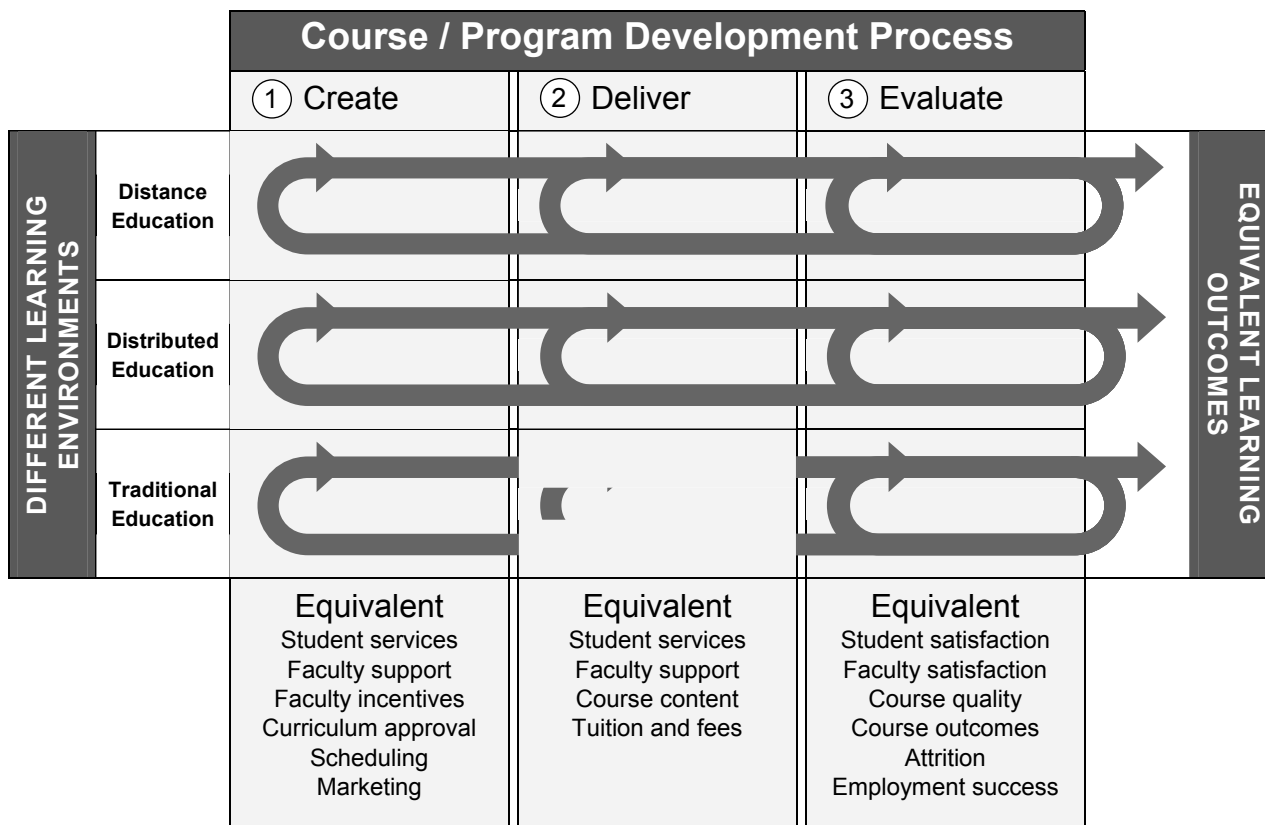 Course / Program Development Process
1 Create
2 Deliver
3 Evaluate
DIFFERENT LEARNING
ENVIRONMENTS
Distance
Education
Distributed
Education
Traditional
Education
EQUIVALENT LEARNING
OUTCOMES
Equivalent
Student services
Faculty support
Faculty incentives
Curriculum approval
Scheduling
Marketing
Equivalent
Student services
Faculty support
Course content
Tuition and fees
Equivalent
Student satisfaction
Faculty satisfaction
Course quality
Course outcomes
Attrition
Employment success